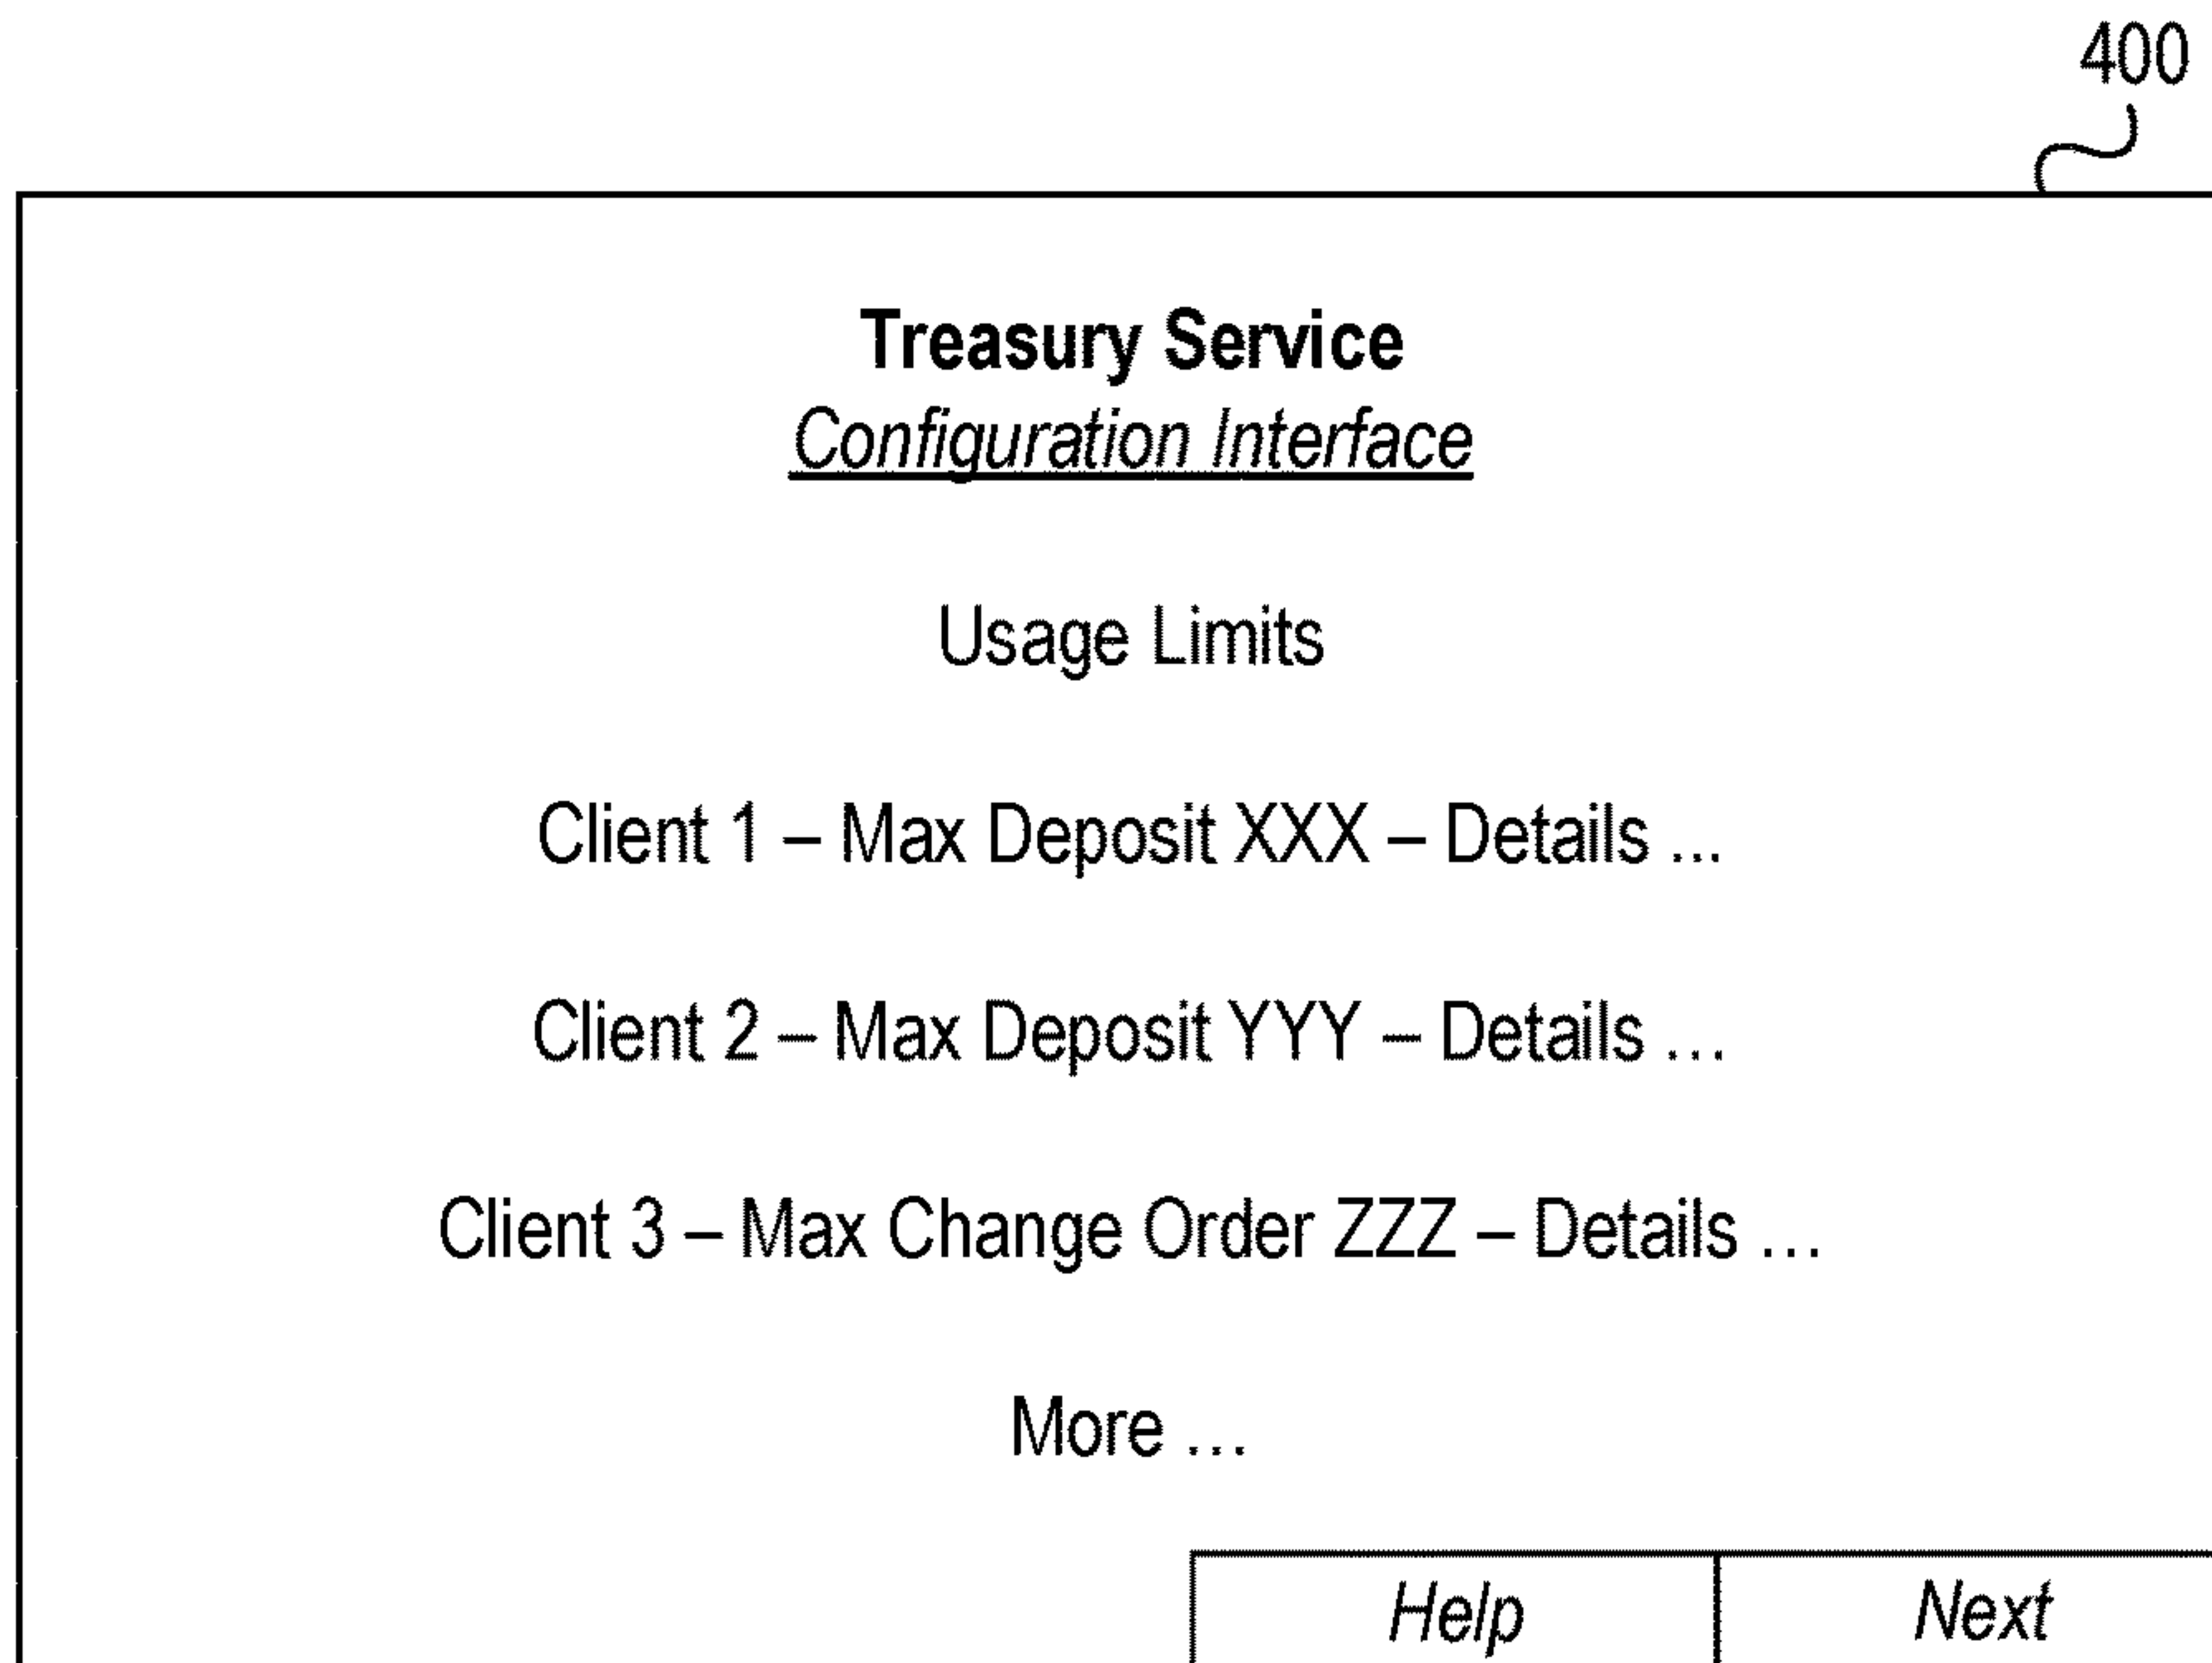 400
Treasury Service
Configuration Interface
Usage Limits
Client 1 – Max Deposit XXX – Details ...
Client 2 – Max Deposit YYY – Details ...
Client 3 – Max Change Order ZZZ – Details ...
More ...
Help Next